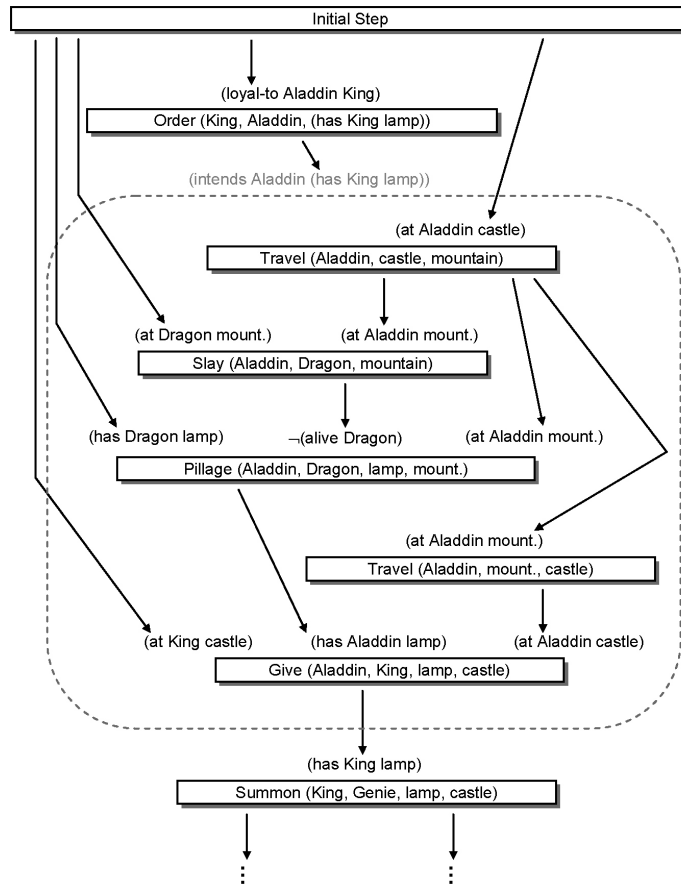 Initial Step
(loyal-to Aladdin King)
Order (King, Aladdin, (has King lamp))
(intends Aladdin (has King lamp))
(at Aladdin castle)
Travel (Aladdin, castle, mountain)
(at Dragon mount.) (at Aladdin mount.)
Slay (Aladdin, Dragon, mountain)
(has Dragon lamp) ¬(alive Dragon) (at Aladdin mount.)
Pillage (Aladdin, Dragon, lamp, mount.)
(at Aladdin mount.)
Travel (Aladdin, mount., castle)
(at King castle) (has Aladdin lamp) (at Aladdin castle)
Give (Aladdin, King, lamp, castle)
(has King lamp)
Summon (King, Genie, lamp, castle)